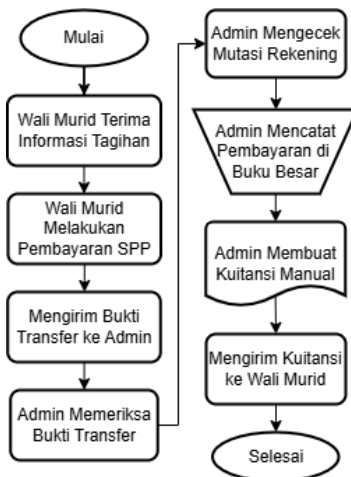 Mulai
Wali Murid Terima
Informasi Tagihan
Wali Murid
Melakukan
Pembayaran SPP
Mengirim Bukti
Transfer ke Admin
Admin Memeriksa
Bukti Transfer
Admin Mengecek
Mutasi Rekening
Admin Mencatat
Pembayaran di
Buku Besar
Admin Membuat
Kuitansi Manual
Mengirim Kuitansi
ke Wali Murid
Selesai